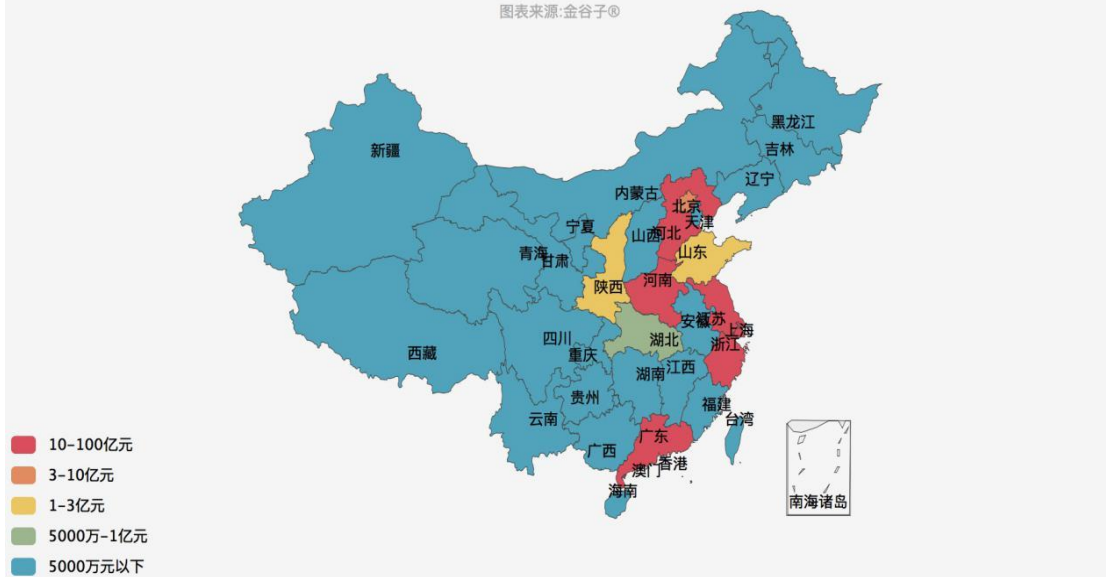 图表来源:金谷子®
黑龙江
吉林
新疆
辽宁
内蒙古
北京
天津
宁夏
山西
河北
青海
甘肃
山东
河南
陕西
安徽
江苏
上海
四川
湖北
浙江
重庆
西藏
湖南
江西
贵州
福建
云南
台湾
广东
广西
香港
澳门
海南
南海诸岛
10-100亿元
3-10亿元
1-3亿元
5000万-1亿元
5000万元以下